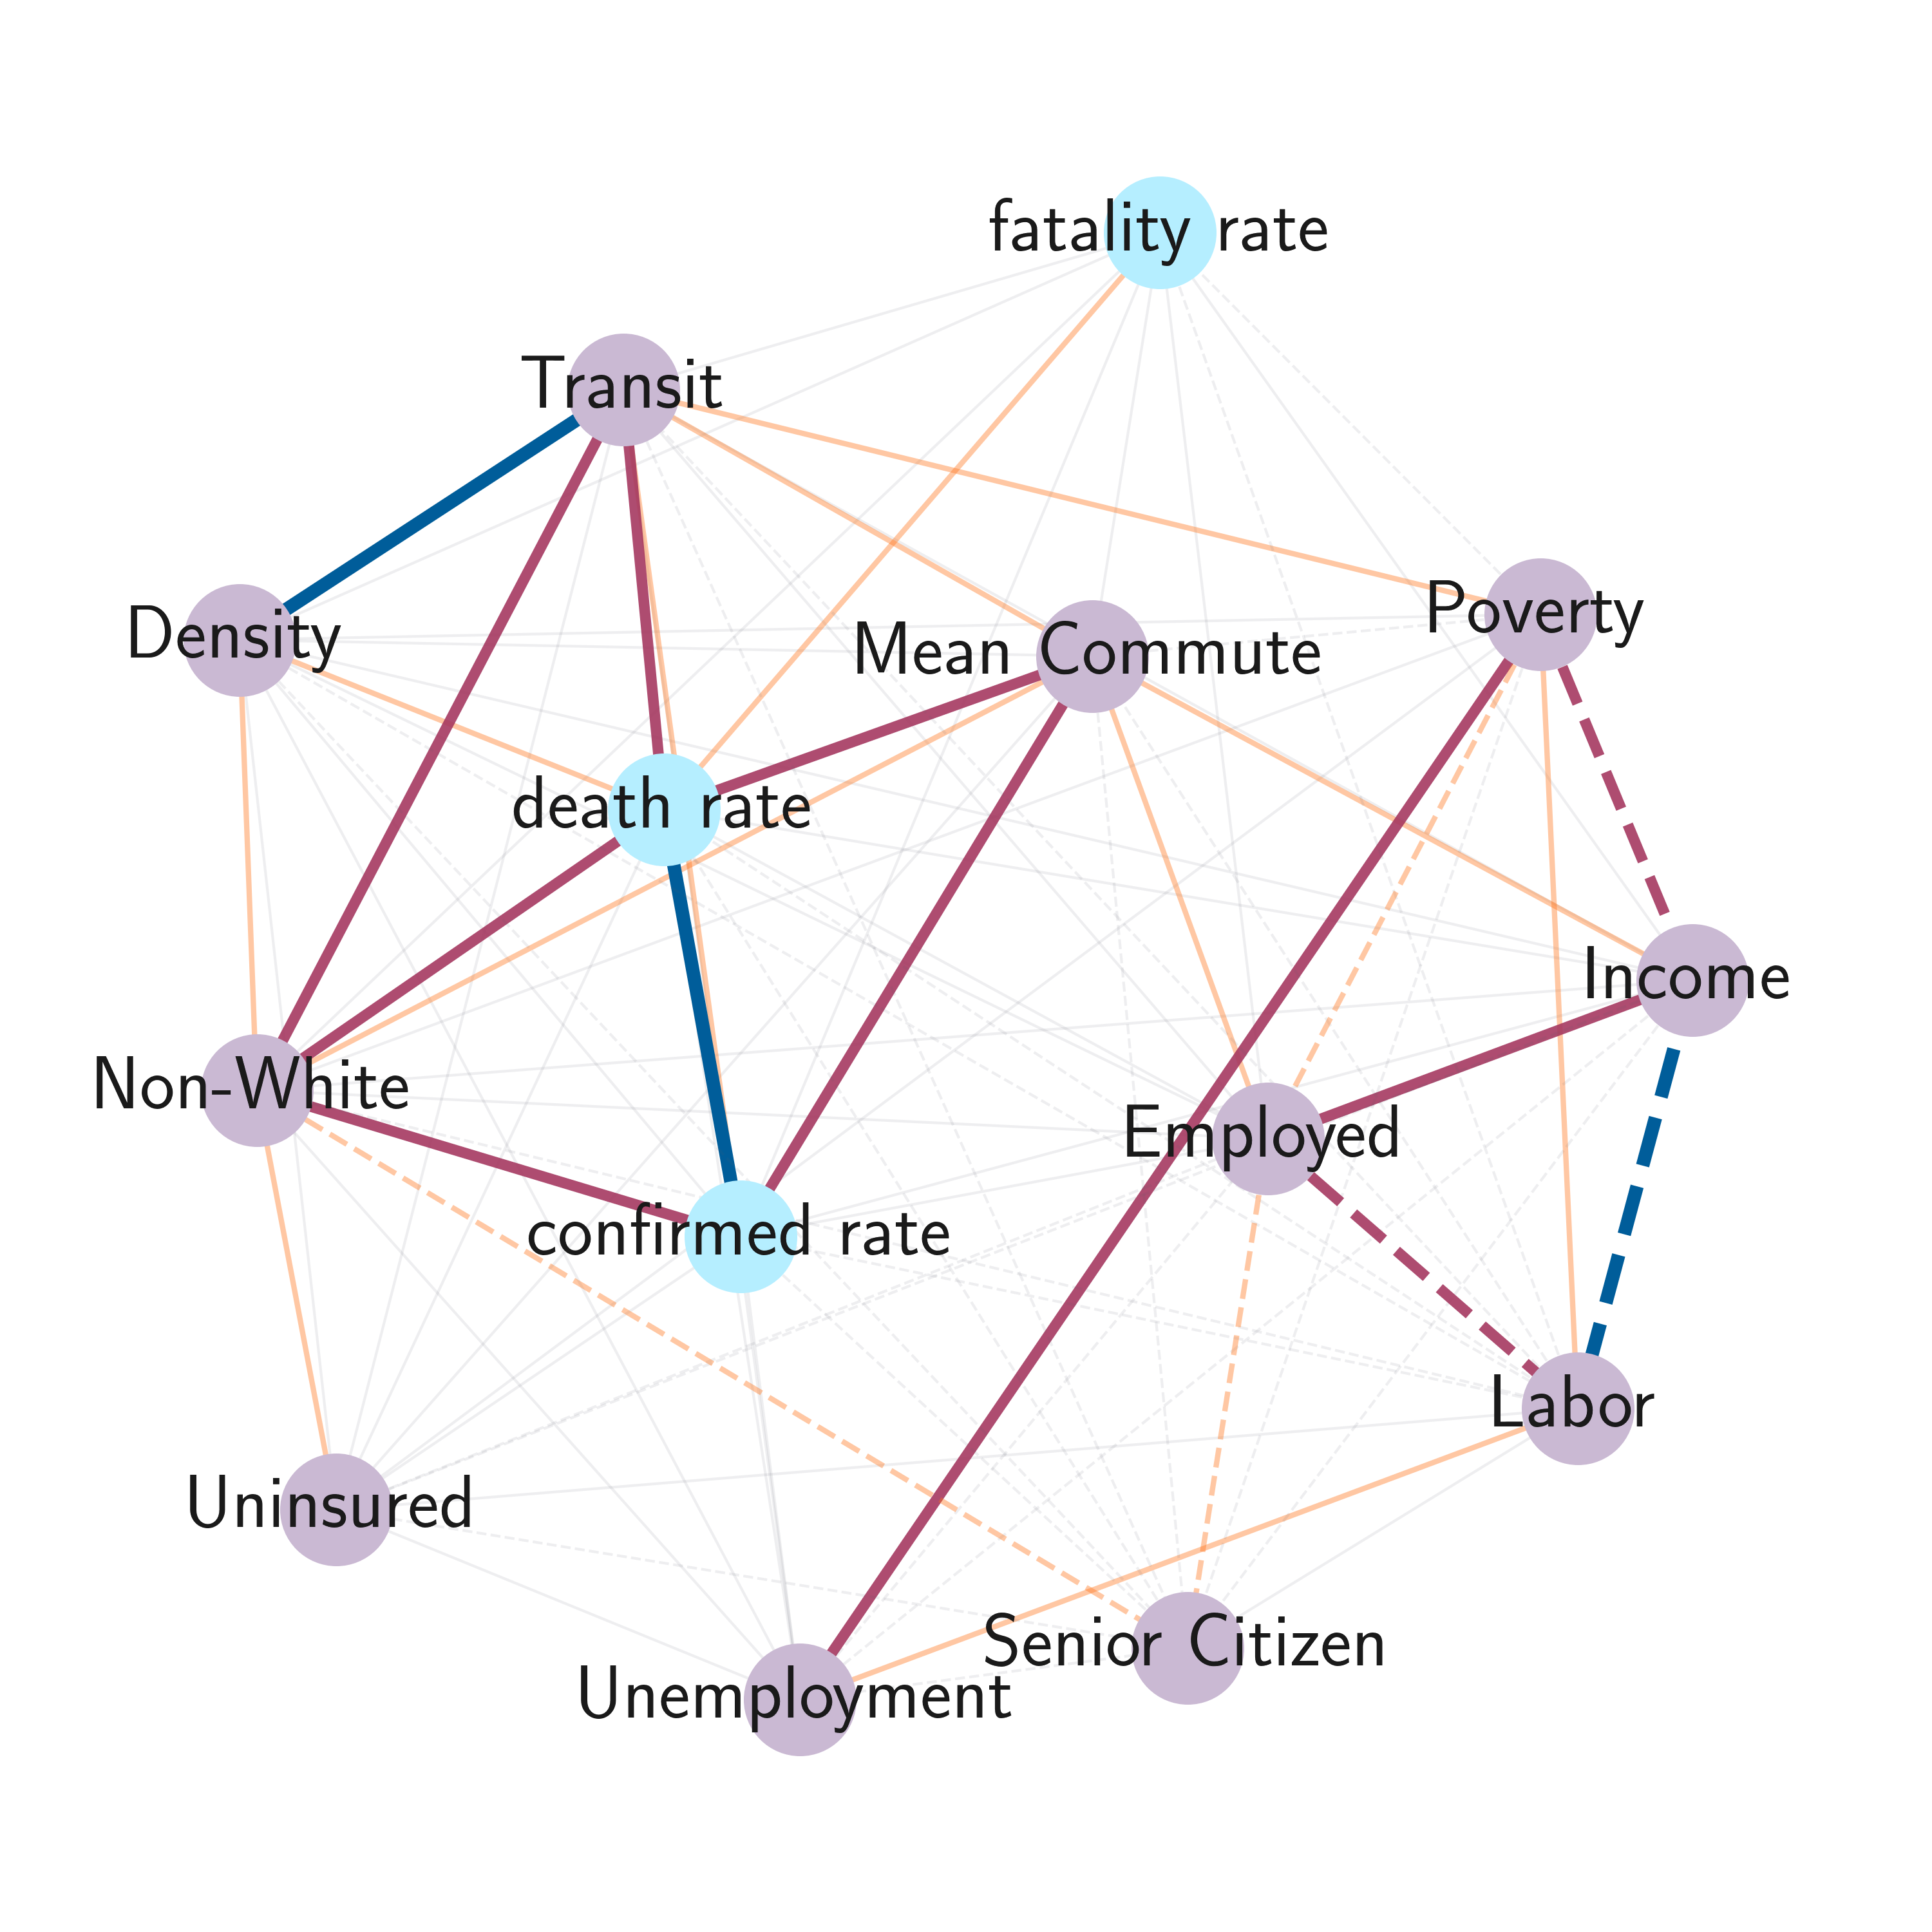 fatality rate
Transit
Density
Mean Commute
Poverty
death rate
Income
Non-White
Employed
confirmed rate
Labor
Uninsured
Senior Citizen
Unemployment